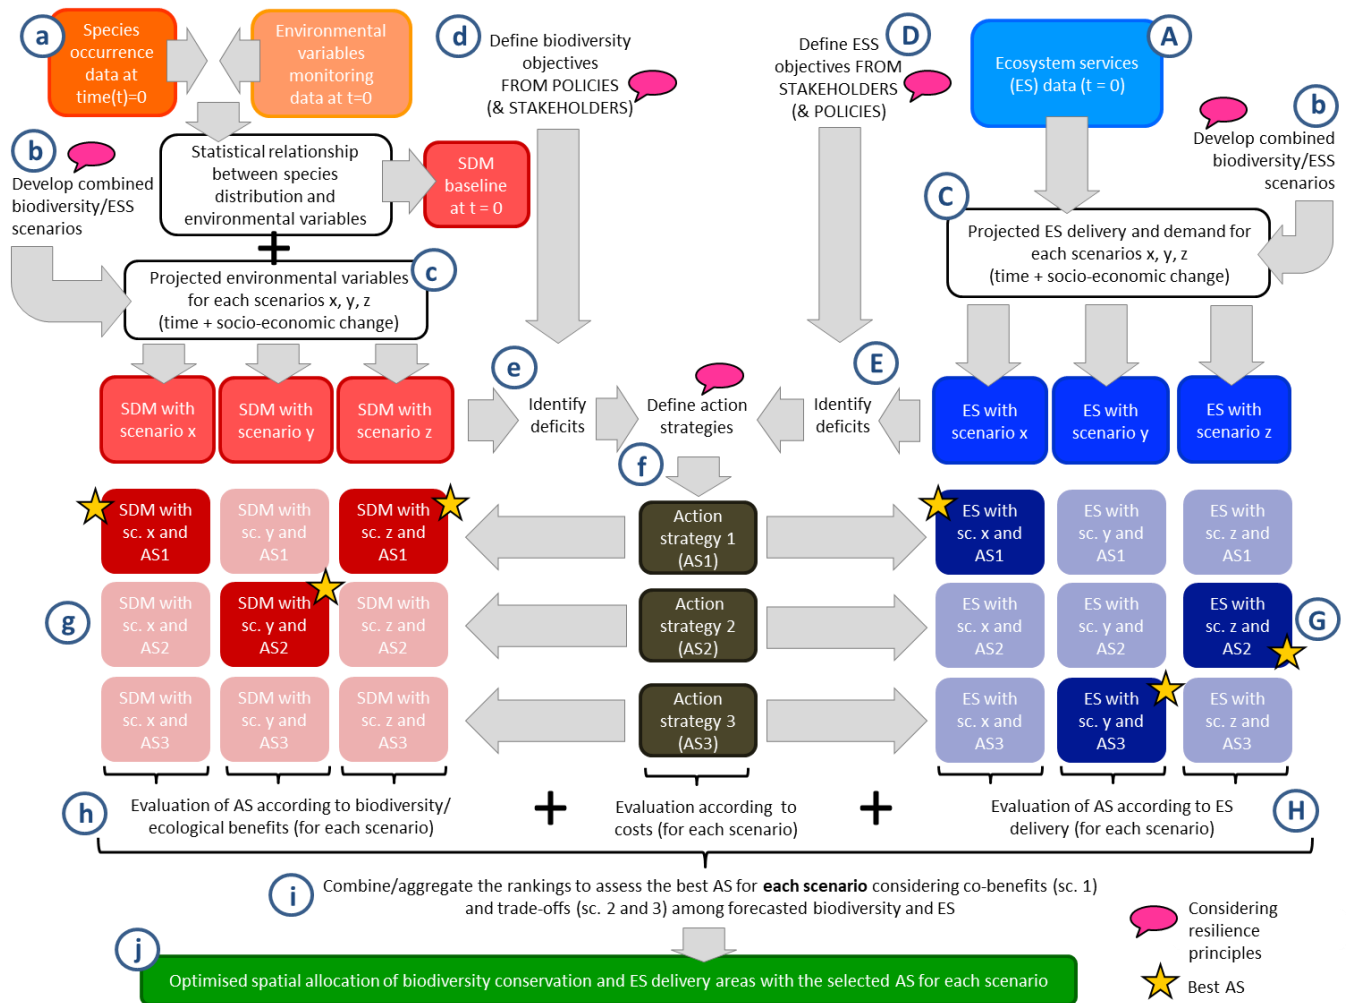 a
Species
occurrence
data at
time(t)=0
Environmental
variables
monitoring
data at t=0
d
Define biodiversity
objectives
FROM POLICIES
(& STAKEHOLDERS)
D
Define ESS
objectives FROM
STAKEHOLDERS
(& POLICIES)
A
Ecosystem services
(ES) data (t = 0)
b
Develop combined
biodiversity/ESS
scenarios
Statistical relationship
between species
distribution and
environmental variables
SDM
baseline
at t = 0
b
Develop combined
biodiversity/ESS
scenarios
+
c
Projected environmental variables
for each scenarios x, y, z
(time + socio-economic change)
C
Projected ES delivery and demand for
each scenarios x, y, z
(time + socio-economic change)
SDM with
scenario x
SDM with
scenario y
SDM with
scenario z
e
Identify
deficits
Define action
strategies
E
Identify
deficits
ES with
scenario x
ES with
scenario y
ES with
scenario z
f
SDM with
sc. x and
AS1
SDM with
sc. y and
AS1
SDM with
sc. z and
AS1
Action
strategy 1
(AS1)
ES with
sc. x and
AS1
ES with
sc. y and
AS1
ES with
sc. z and
AS1
g
SDM with
sc. x and
AS2
SDM with
sc. y and
AS2
SDM with
sc. z and
AS2
Action
strategy 2
(AS2)
ES with
sc. x and
AS2
ES with
sc. y and
AS2
ES with
sc. z and
AS2
G
SDM with
sc. x and
AS3
SDM with
sc. y and
AS3
SDM with
sc. z and
AS3
Action
strategy 3
(AS3)
ES with
sc. x and
AS3
ES with
sc. y and
AS3
ES with
sc. z and
AS3
h
Evaluation of AS according to biodiversity/
ecological benefits (for each scenario)
+
Evaluation according to
costs (for each scenario)
+
Evaluation of AS according to ES
delivery (for each scenario)
H
i
Combine/aggregate the rankings to assess the best AS for each scenario considering co-benefits (sc. 1)
and trade-offs (sc. 2 and 3) among forecasted biodiversity and ES
j
Optimised spatial allocation of biodiversity conservation and ES delivery areas with the selected AS for each scenario
Considering
resilience
principles
Best AS